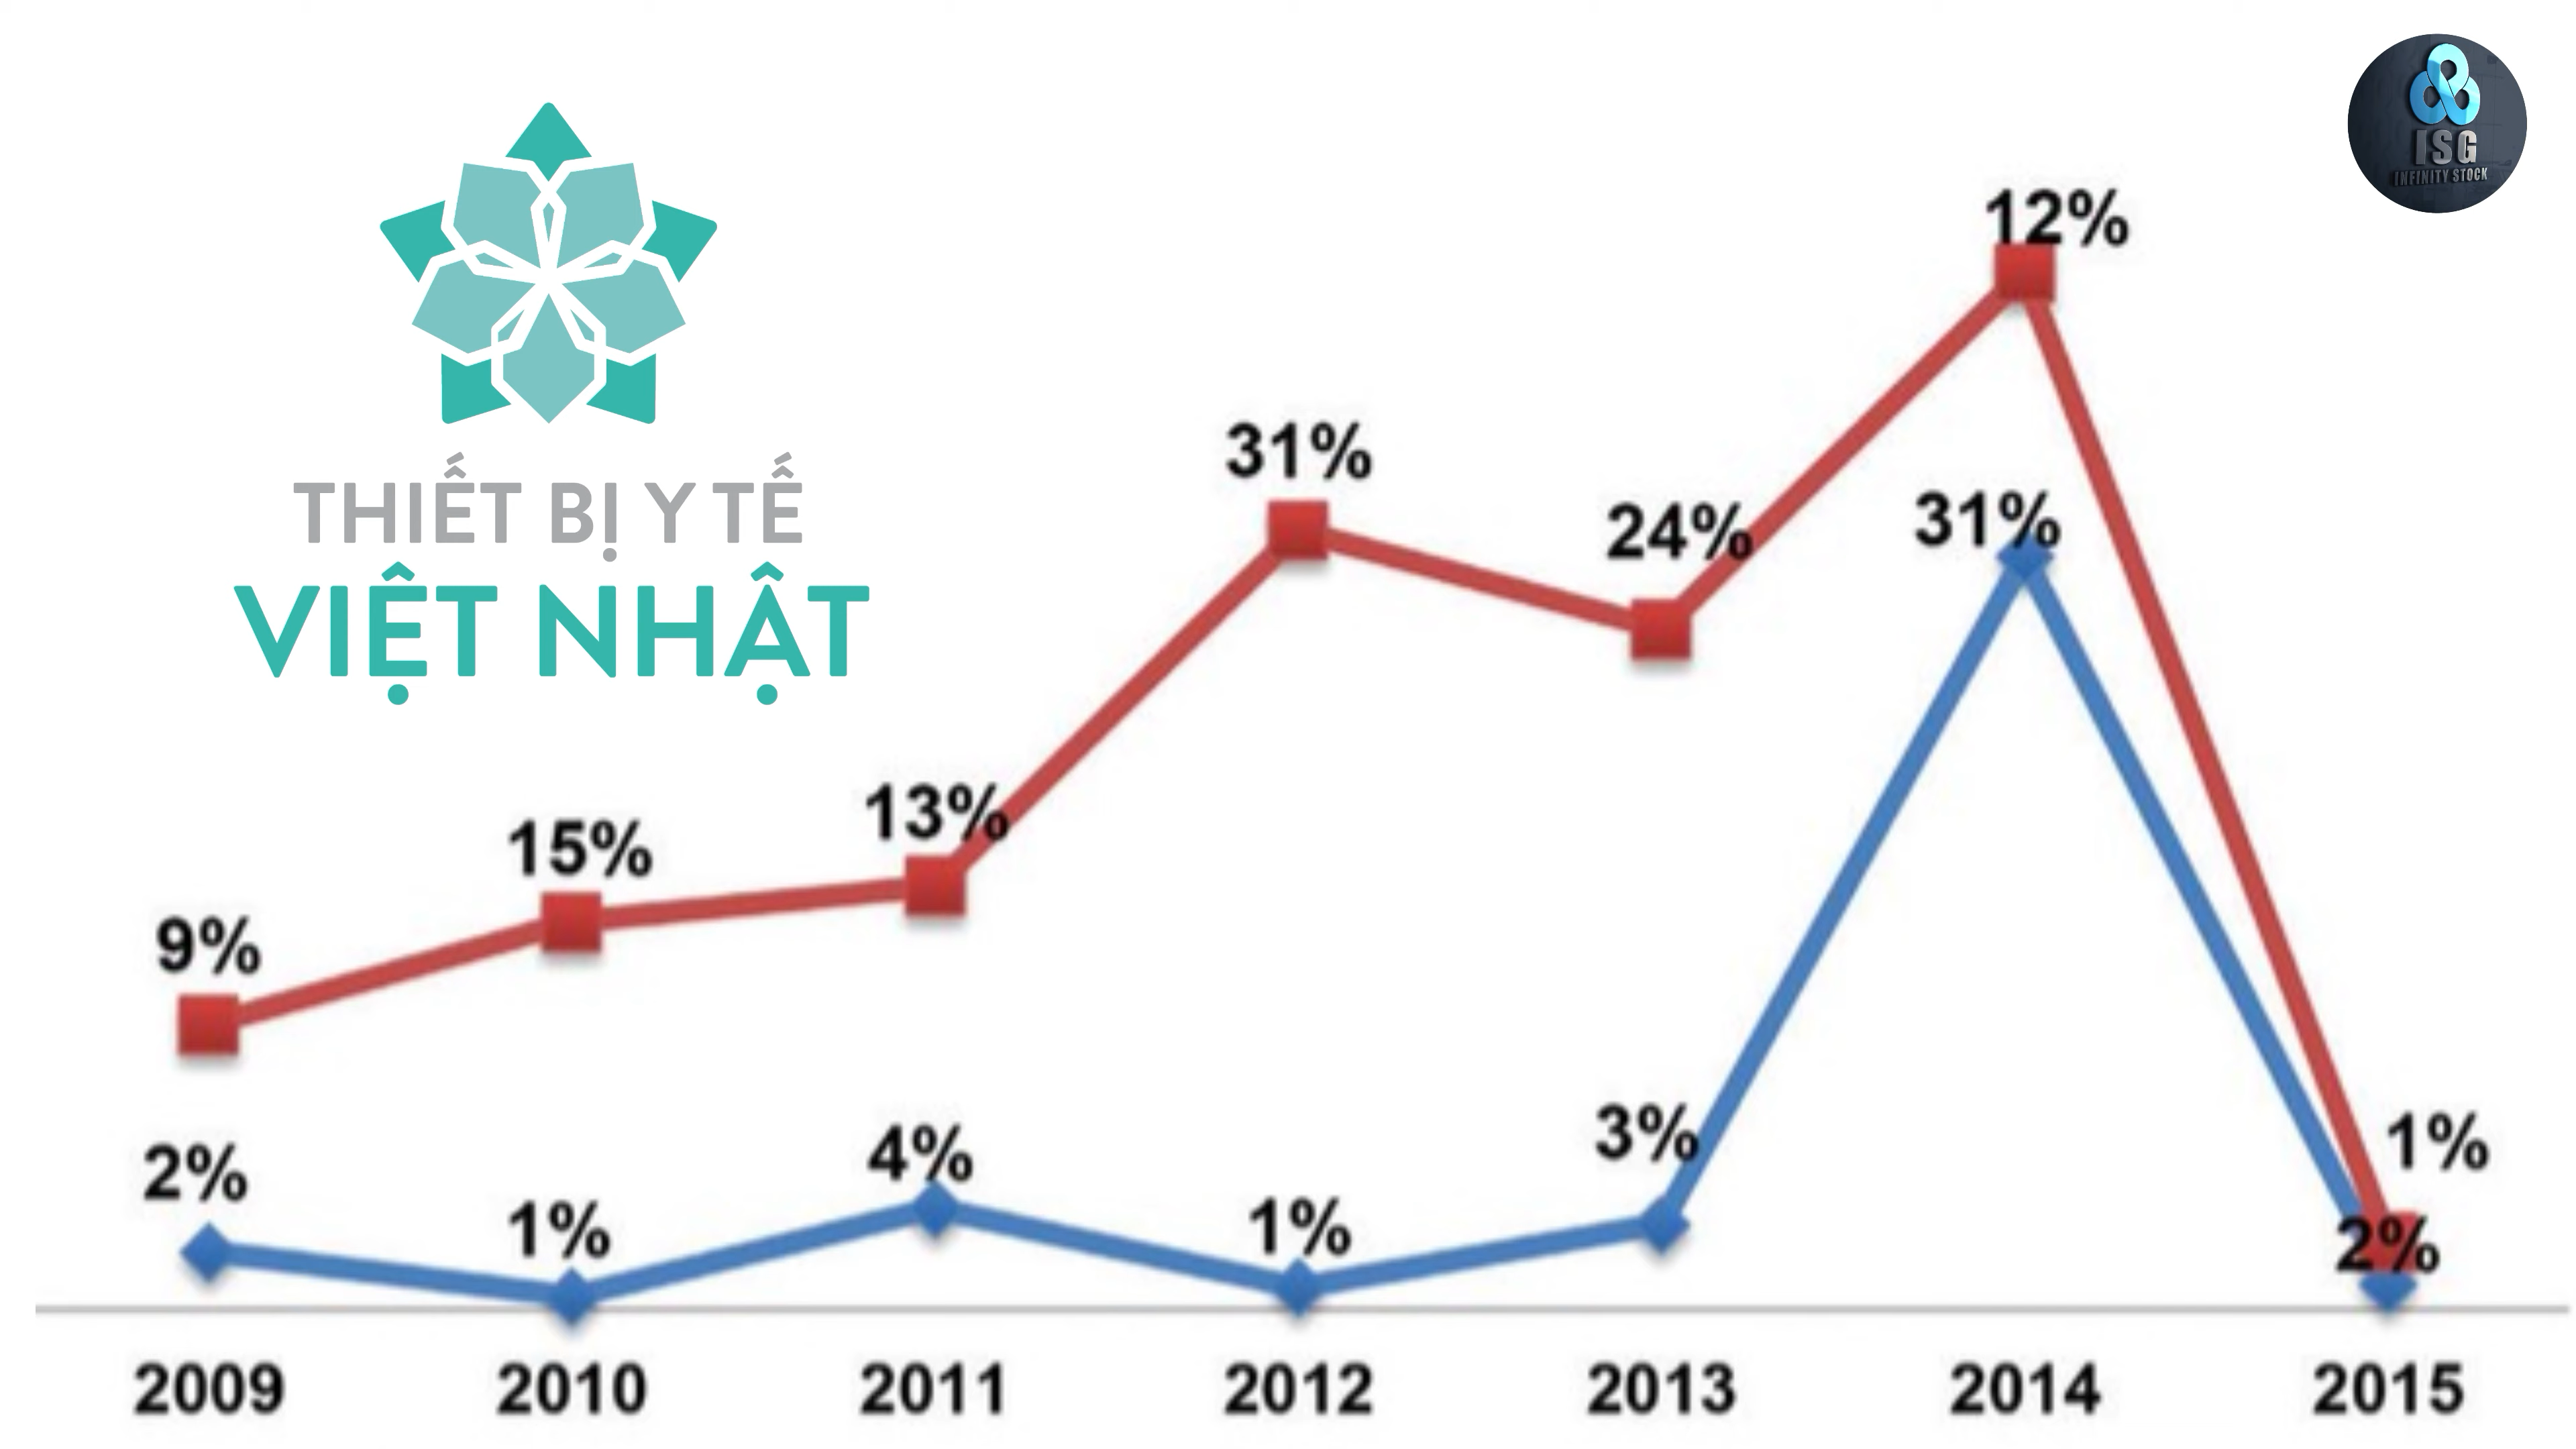 ISG
INFINITY STOCK
THIẾT BỊ Y TẾ
VIỆT NHẬT
12%
31%
31%
24%
13%
15%
9%
2%
1%
4%
1%
3%
1%
2%
2009 2010 2011 2012 2013 2014 2015